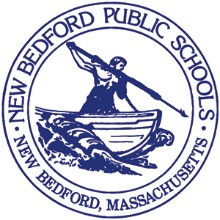 NEW BEDFORD PUBLIC SCHOOLS
NEW BEDFORD, MASSACHUSETTS